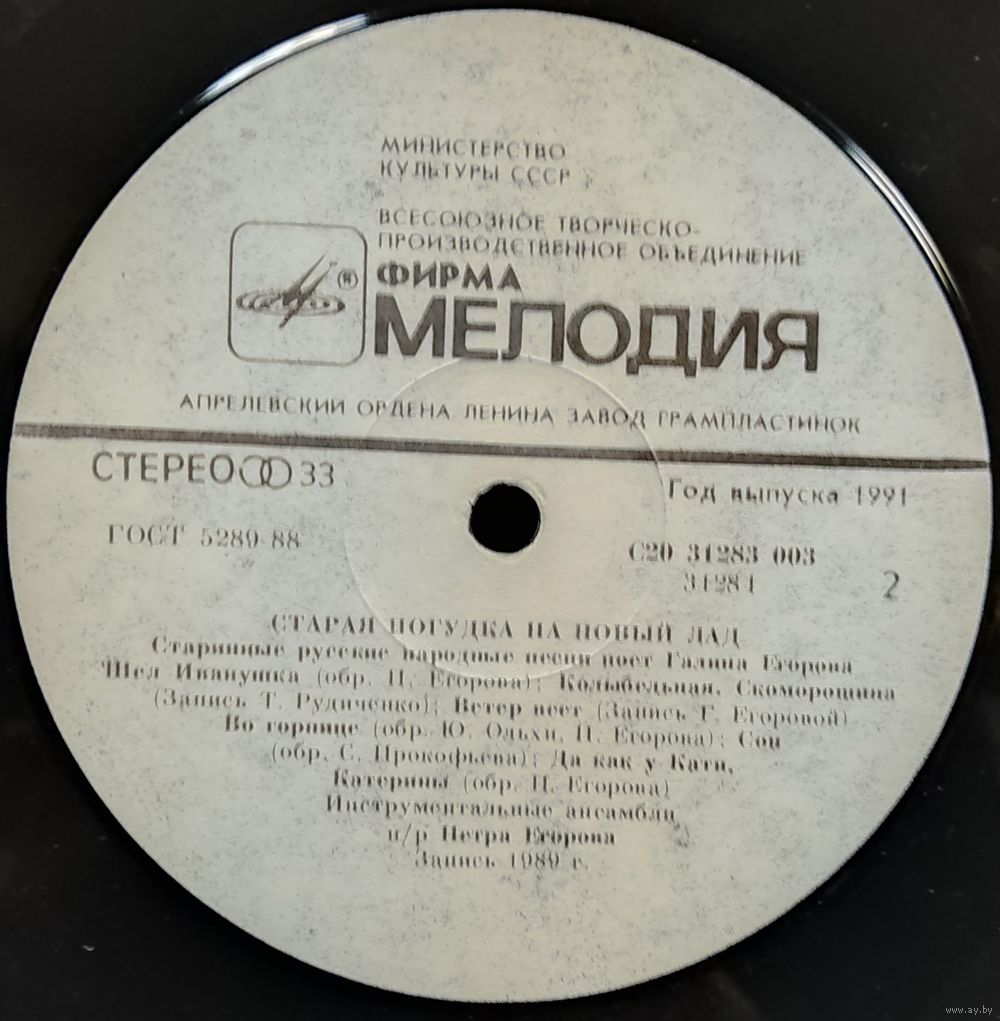 МИНИСТЕРСТВО
КУЛЬТУРЫ СССР
ВСЕСОЮЗНОЕ ТВОРЧЕСКО-
ПРОИЗВОДСТВЕННОЕ ОБЪЕДИНЕНИЕ
®
ФИРМА
МЕЛОДИЯ
АПРЕЛЕВСКИЙ ОРДЕНА ЛЕНИНА ЗАВОД ГРАМПЛАСТИНОК
СТЕРЕО 33
Год выпуска 1991
ГОСТ 5289-88
С20 31283 003
31284
2
СТАРАЯ ПОГУДКА НА НОВЫЙ ЛАД
Старинные русские народные песни поет Галина Егорова
Шел Иванушка (обр. П. Егорова); Колыбельная. Скоморошина
(Запись Т. Рудиченко); Ветер веет (Запись Г. Егоровой)
Во горнице (обр. Ю. Ольхи, П. Егорова); Сон
(обр. С. Прокофьева); Да как у Кати,
Катерины (обр. П. Егорова)
Инструментальные ансамбли
п/р Петра Егорова
Запись 1989 г.
www.ay.by